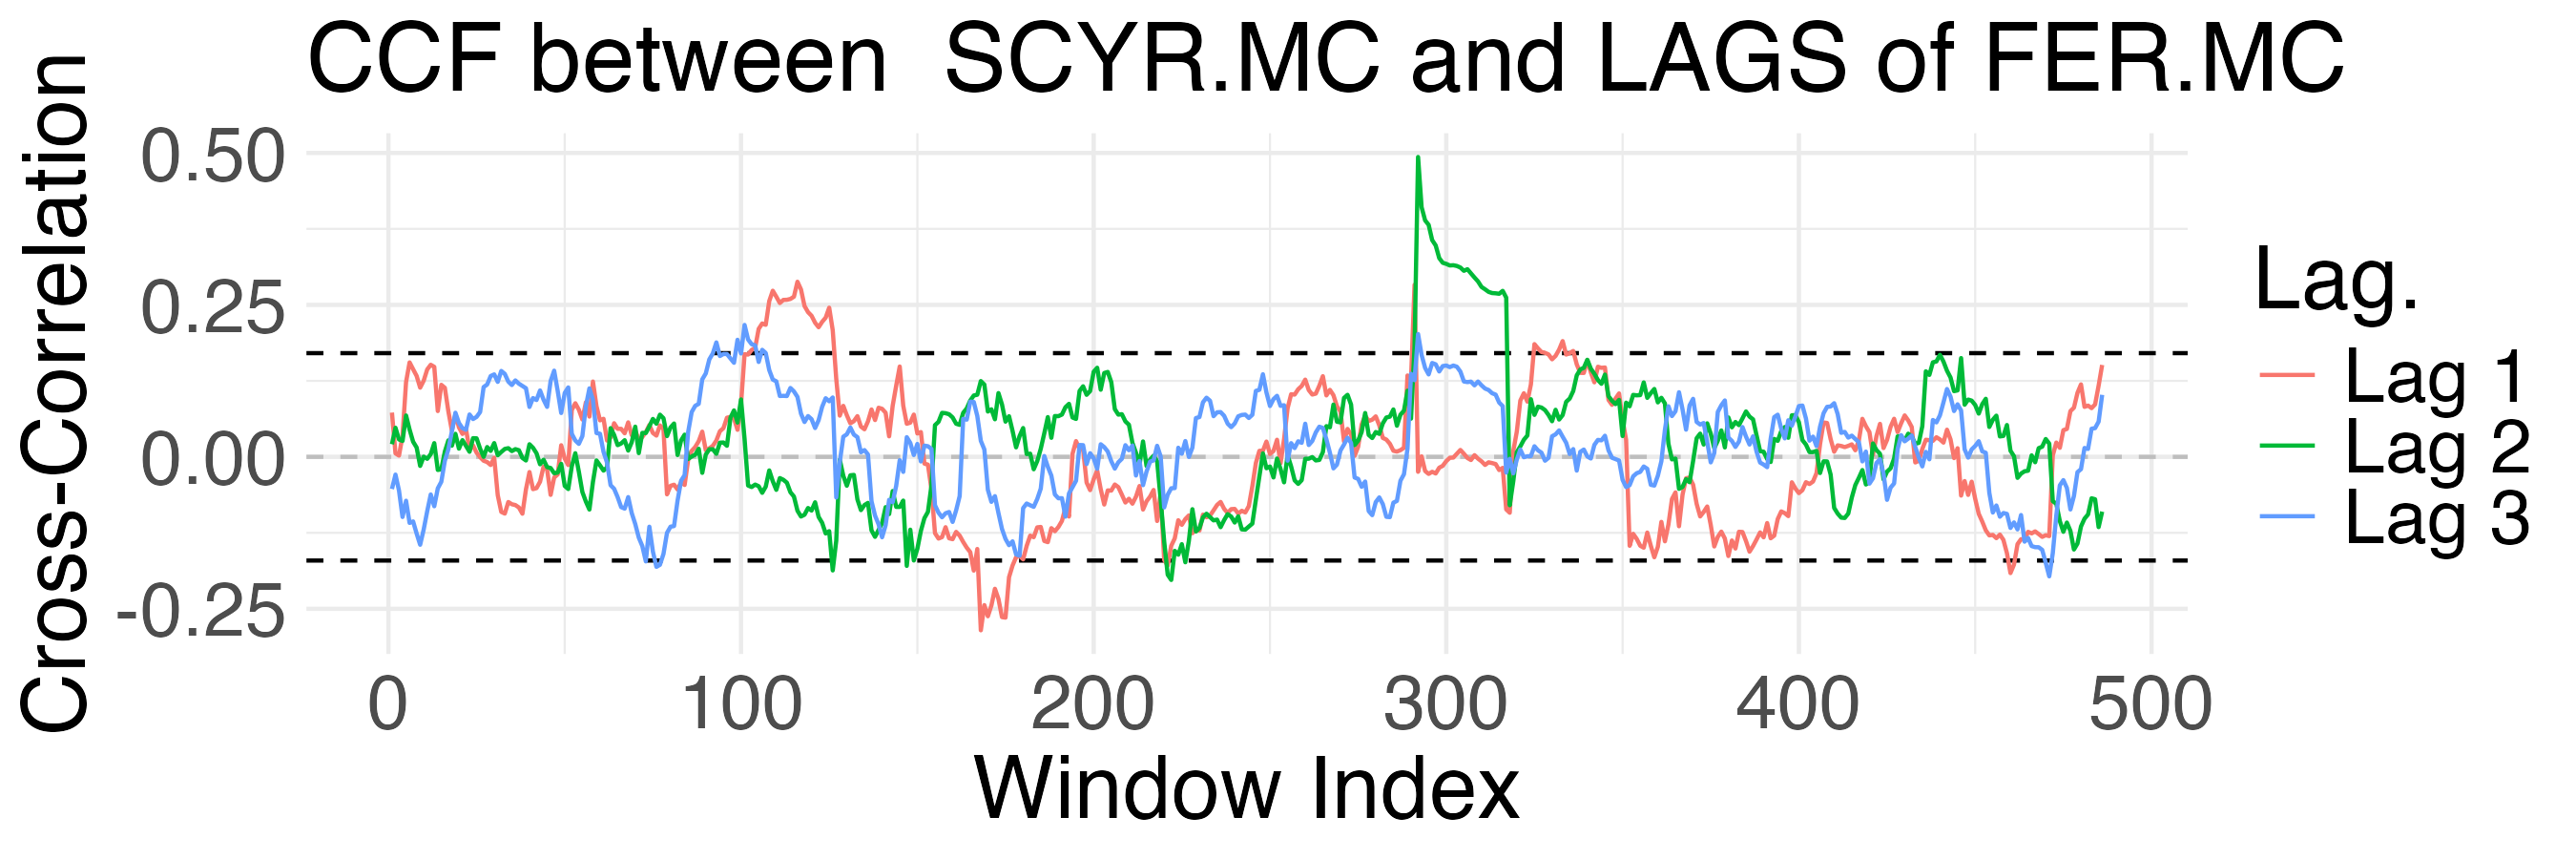 CCF between  SCYR.MC and LAGS of FER.MC
Cross-Correlation
0.50
0.25
0.00
-0.25
0 100 200 300 400 500
Window Index
Lag.
Lag 1
Lag 2
Lag 3